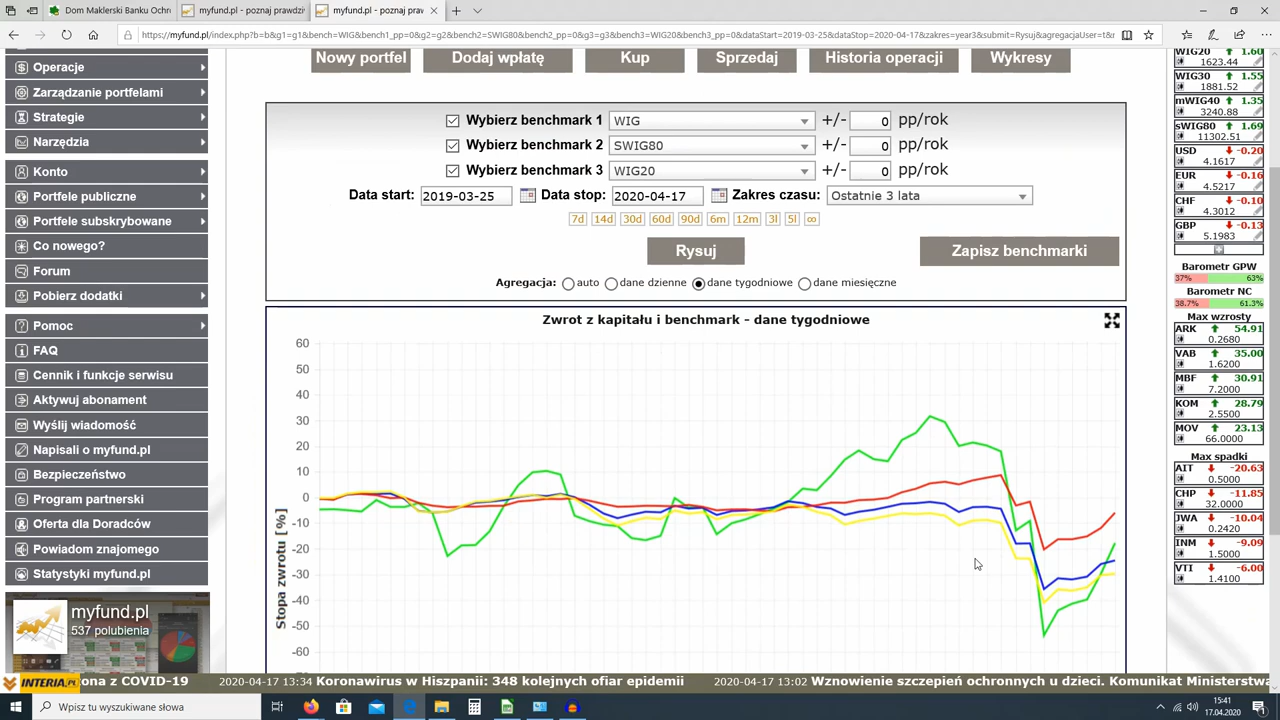 Dom Maklerski Banku Ochr
myfund.pl - poznaj prawdzi
myfund.pl - poznaj praw
https://myfund.pl/index.php?b=b&g1=g1&bench=WIG&bench1_pp=0&g2=g2&bench2=SWIG80&bench2_pp=0&g3=g3&bench3=WIG20&bench3_pp=0&dataStart=2019-03-25&dataStop=2020-04-17&zakres=year3&submit=Rysuj&agregacjaUser=t&r
Operacje
Zarządzanie portfelami
Strategie
Narzędzia
Konto
Portfele publiczne
Portfele subskrybowane
Co nowego?
Forum
Pobierz dodatki
Pomoc
FAQ
Cennik i funkcje serwisu
Aktywuj abonament
Wyślij wiadomość
Napisali o myfund.pl
Bezpieczeństwo
Program partnerski
Oferta dla Doradców
Powiadom znajomego
Statystyki myfund.pl
myfund.pl
537 polubienia
Nowy portfel Dodaj wpłatę Kup Sprzedaj Historia operacji Wykresy
Wybierz benchmark 1 WIG +/- 0 pp/rok
Wybierz benchmark 2 SWIG80 +/- 0 pp/rok
Wybierz benchmark 3 WIG20 +/- 0 pp/rok
Data start: 2019-03-25 Data stop: 2020-04-17 Zakres czasu: Ostatnie 3 lata
7d 14d 30d 60d 90d 6m 12m 3l 5l ∞
Rysuj Zapisz benchmarki
Agregacja: auto dane dzienne dane tygodniowe dane miesięczne
Zwrot z kapitału i benchmark - dane tygodniowe
Stopa zwrotu [%]
60
50
40
30
20
10
0
-10
-20
-30
-40
-50
-60
WIG20 1.60
1623.44
WIG30 1.55
1881.52
mWIG40 1.35
3240.88
sWIG80 1.69
11302.51
USD -0.20
4.1617
EUR -0.16
4.5217
CHF -0.10
4.3012
GBP -0.13
5.1983
Barometr GPW
37% 63%
Barometr NC
38.7% 61.3%
Max wzrosty
ARK 54.91
0.2680
VAB 35.00
1.6200
MBF 30.91
7.2000
KOM 28.79
2.5500
MOV 23.13
66.0000
Max spadki
AIT -20.63
0.5000
CHP -11.85
32.0000
JWA -10.04
0.2420
INM -9.09
1.5000
VTI -6.00
1.4100
INTERIA.PL ona z COVID-19 2020-04-17 13:34 Koronawirus w Hiszpanii: 348 kolejnych ofiar epidemii 2020-04-17 13:02 Wznowienie szczepień ochronnych u dzieci. Komunikat Ministerstwa
Wpisz tu wyszukiwane słowa
15:41
17.04.2020